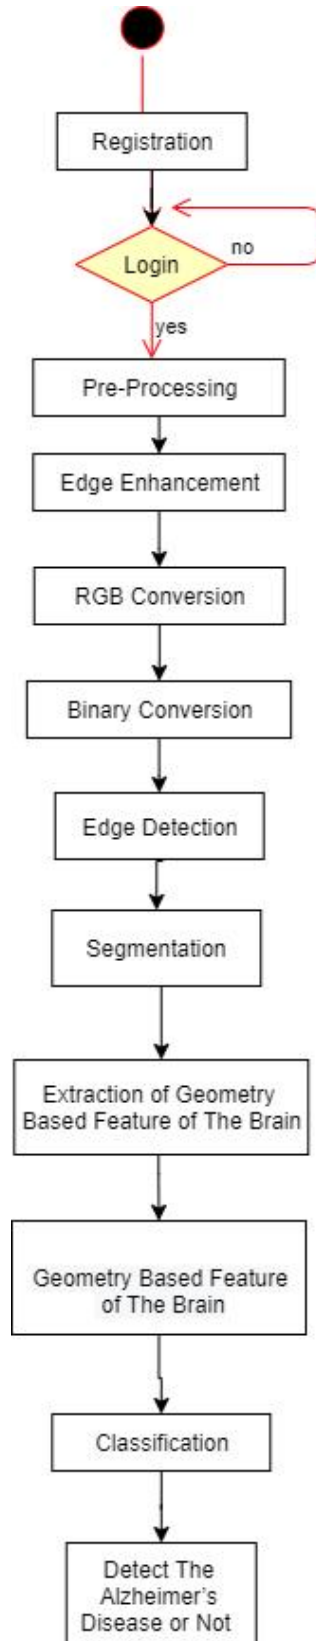 Registration
Login
no
yes
Pre-Processing
Edge Enhancement
RGB Conversion
Binary Conversion
Edge Detection
Segmentation
Extraction of Geometry
Based Feature of The Brain
Geometry Based Feature
of The Brain
Classification
Detect The
Alzheimer's
Disease or Not